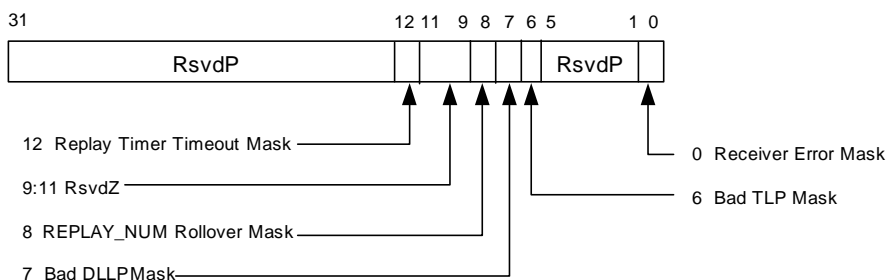 31 12 11 9 8 7 6 5 1 0
RsvdP RsvdP
12 Replay Timer Timeout Mask
0 Receiver Error Mask
9:11 RsvdZ
6 Bad TLP Mask
8 REPLAY_NUM Rollover Mask
7 Bad DLLPMask